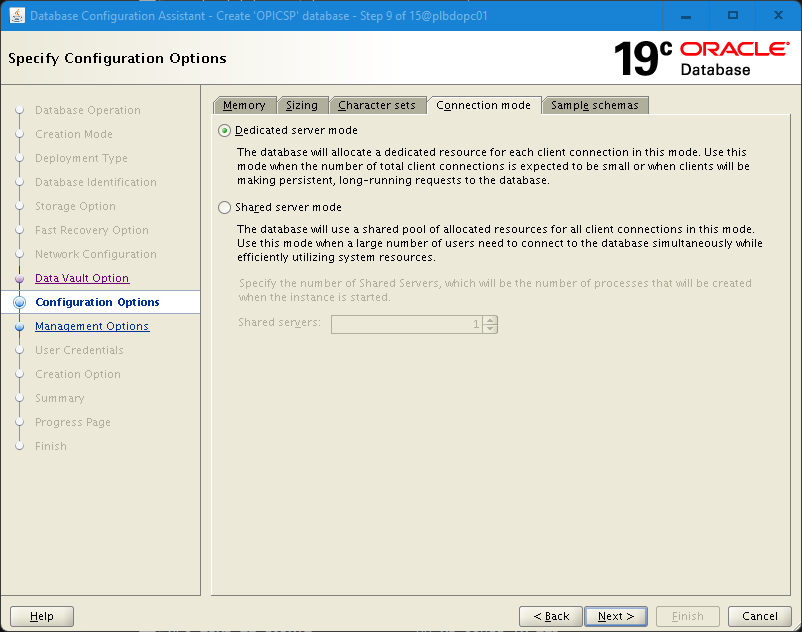 Database Configuration Assistant - Create 'OPICSP' database - Step 9 of 15@plbdopc01
Specify Configuration Options
19c ORACLE
Database
Database Operation
Creation Mode
Deployment Type
Database Identification
Storage Option
Fast Recovery Option
Network Configuration
Data Vault Option
Configuration Options
Management Options
User Credentials
Creation Option
Summary
Progress Page
Finish
Memory Sizing Character sets Connection mode Sample schemas
Dedicated server mode
The database will allocate a dedicated resource for each client connection in this mode. Use this
mode when the number of total client connections is expected to be small or when clients will be
making persistent, long-running requests to the database.
Shared server mode
The database will use a shared pool of allocated resources for all client connections in this mode.
Use this mode when a large number of users need to connect to the database simultaneously while
efficiently utilizing system resources.
Specify the number of Shared Servers, which will be the number of processes that will be created
when the instance is started.
Shared servers: 1
Help < Back Next > Finish Cancel